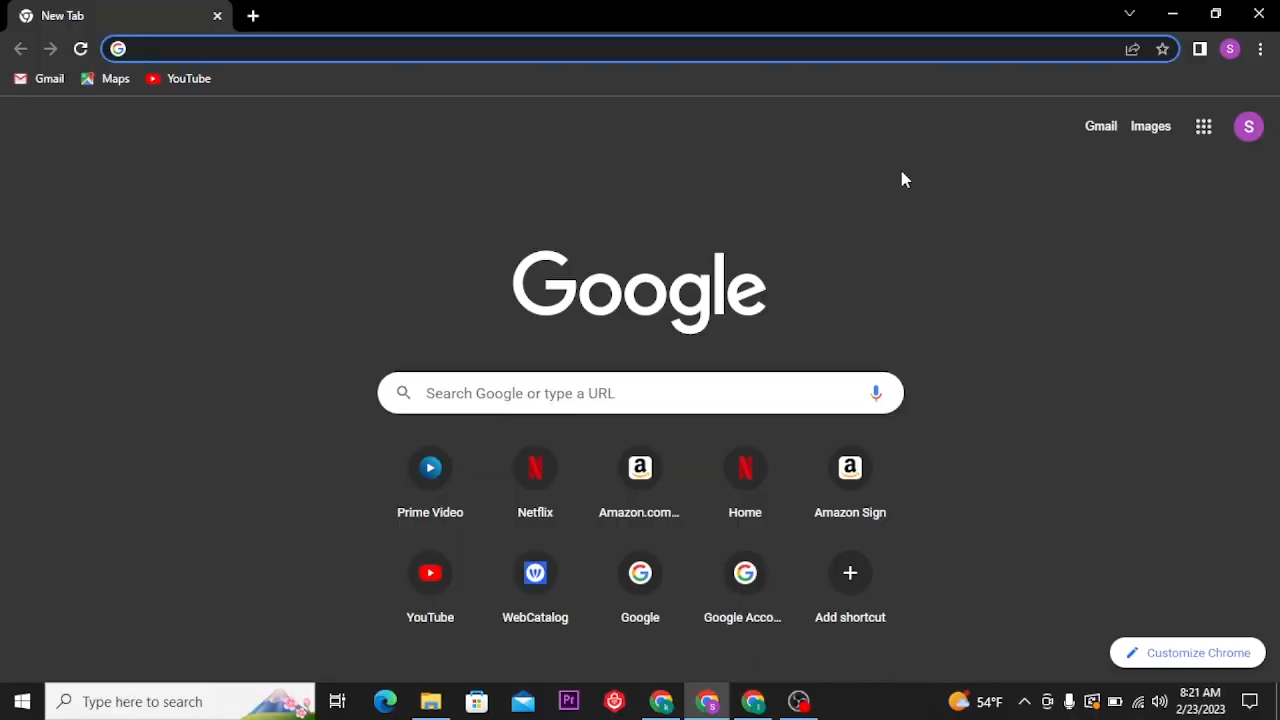 New Tab
Gmail Maps YouTube
Gmail Images S
Google
Search Google or type a URL
Prime Video Netflix Amazon.com... Home Amazon Sign
YouTube WebCatalog Google Google Acco... Add shortcut
Customize Chrome
Type here to search
54°F
8:21 AM
2/23/2023